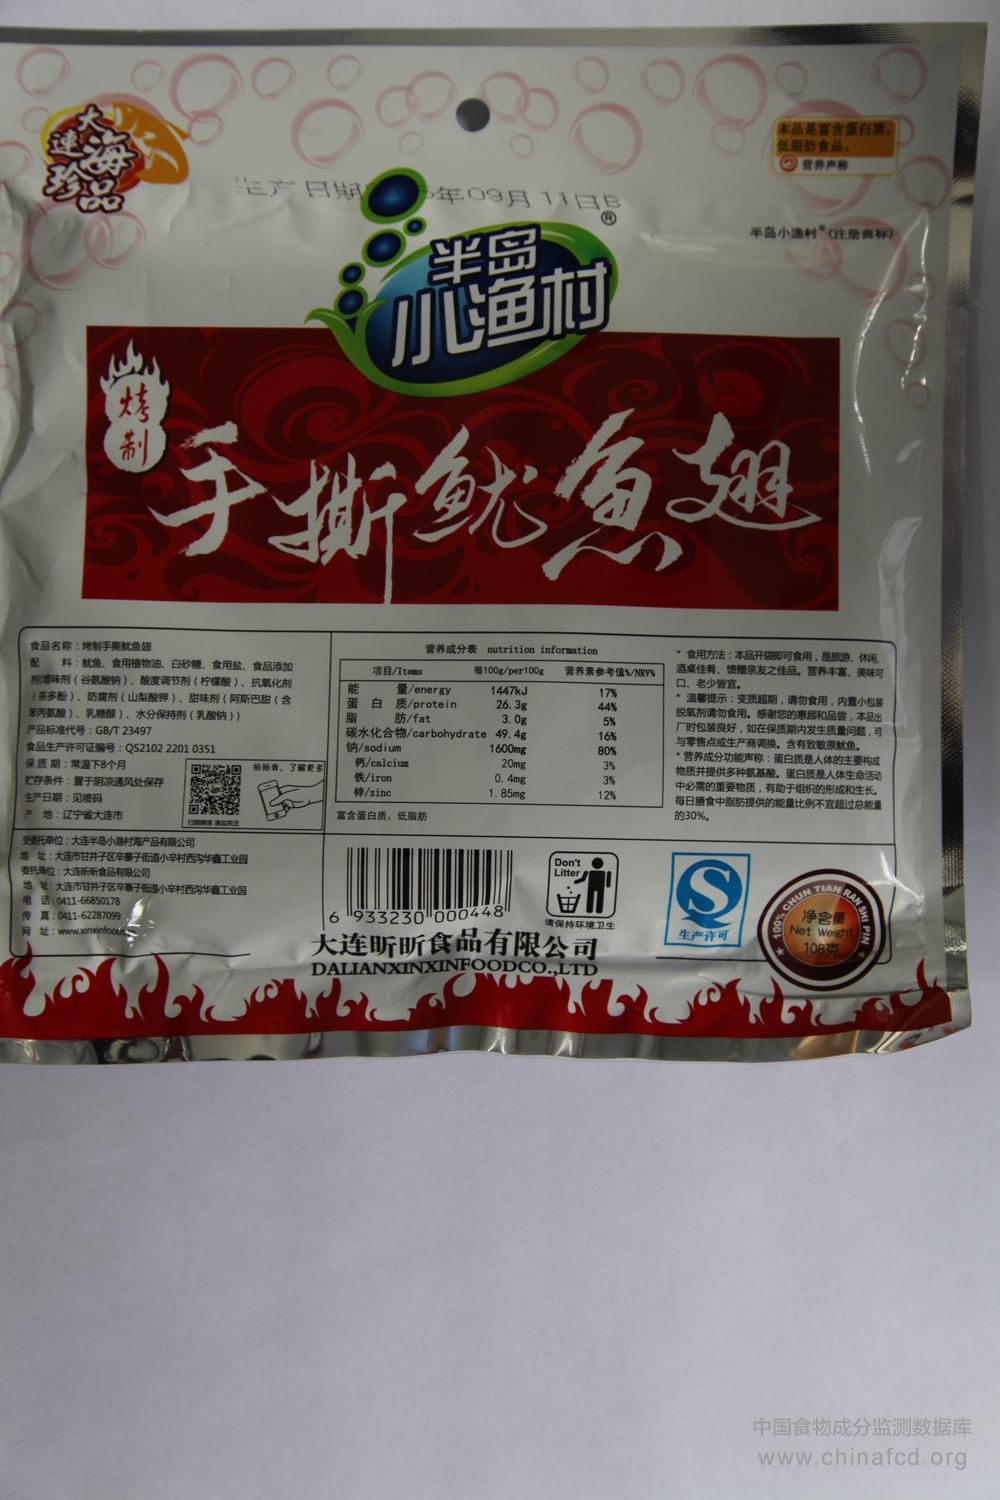 大連
海珍品
本品是富含蛋白质、
低脂肪食品。
营养声称
生产日期
5年09月11日B
半岛小渔村®(注册商标)
®
半岛
小渔村
烤制
手撕鱿鱼翅
食品名称：烤制手撕鱿鱼翅
配 料：鱿鱼、食用植物油、白砂糖、食用盐、食品添加
剂增味剂（谷氨酸钠）、酸度调节剂（柠檬酸）、抗氧化剂
（茶多酚）、防腐剂（山梨酸钾）、甜味剂（阿斯巴甜（含
苯丙氨酸）、乳糖醇）、水分保持剂（乳酸钠））
产品标准代号：GB/T 23497
食品生产许可证编号：QS2102 2201 0351
保 质 期：常温下8个月
贮存条件：置于阴凉通风处保存
生产日期：见喷码
产 地：辽宁省大连市
拍拍我，了解更多
扫描微信 添加关注
营养成分表 nutrition information
项目/Items 每100g/per100g 营养素参考值%/NRV%
能 量/energy 1447kJ 17%
蛋 白 质/protein 26.3g 44%
脂 肪/fat 3.0g 5%
碳水化合物/carbohydrate 49.4g 16%
钠/sodium 1600mg 80%
钙/calcium 20mg 3%
铁/iron 0.4mg 3%
锌/zinc 1.85mg 12%
富含蛋白质、低脂肪
* 食用方法：本品开袋即可食用，是旅游、休闲、
酒桌佳肴、馈赠亲友之佳品。营养丰富、美味可
口、老少皆宜。
* 温馨提示：变质超期，请勿食用，内置小包装
脱氧剂请勿食用。感谢您的惠顾和品尝，本品出
厂时包装良好，如在保质期内发生质量问题，可
与零售点或生产商调换。含有致敏原鱿鱼。
* 营养成分功能声称：蛋白质是人体的主要构成
物质并提供多种氨基酸。蛋白质是人体生命活动
中必需的重要物质，有助于组织的形成和生长。
每日膳食中脂肪提供的能量比例不宜超过总能量
的30%。
受委托单位：大连半岛小渔村海产品有限公司
地 址：大连市甘井子区辛寨子街道小辛村西沟华鑫工业园
委托单位：大连昕昕食品有限公司
地 址：大连市甘井子区辛寨子街道小辛村西沟华鑫工业园
电 话：0411-66850178
传 真：0411-62287099
网 址：www.xinxinfoods
6 933230 000448
Don't
Litter
请保持环境卫生
生产许可
100% CHUN TIAN RAN SHI PIN
净含量
Net Weight
108克
大连昕昕食品有限公司
DALIANXINXINFOODCO.,LTD
中国食物成分监测数据库
www.chinafcd.org